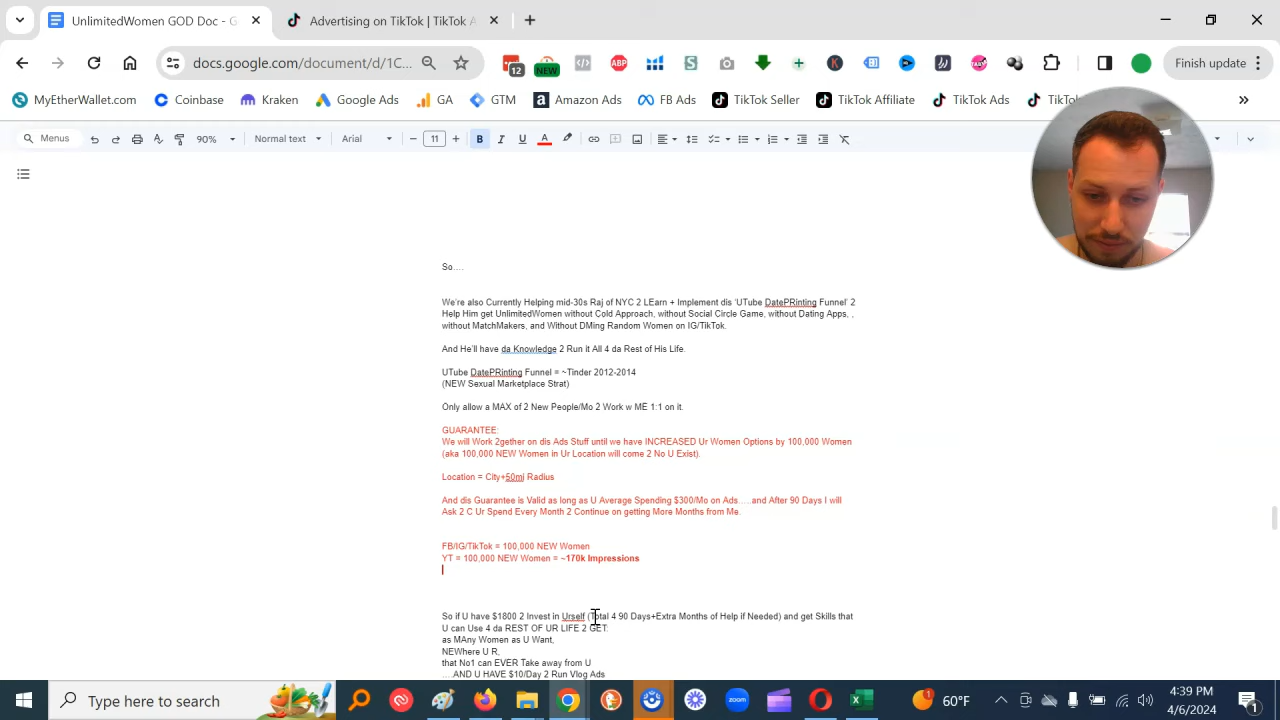 UnlimitedWomen GOD Doc - G
Advertising on TikTok | TikTok A
docs.google.com/document/d/1C...
12
NEW
ABP
Finish update
MyEtherWallet.com
Coinbase
Kraken
Google Ads
GA
GTM
Amazon Ads
FB Ads
TikTok Seller
TikTok Affiliate
TikTok Ads
Menus
90%
Normal text
Arial
11
So....
We're also Currently Helping mid-30s Raj of NYC 2 LEarn + Implement dis 'UTube DatePRinting Funnel' 2
Help Him get UnlimitedWomen without Cold Approach, without Social Circle Game, without Dating Apps, ,
without MatchMakers, and Without DMing Random Women on IG/TikTok.
And He'll have da Knowledge 2 Run it All 4 da Rest of His Life.
UTube DatePRinting Funnel = ~Tinder 2012-2014
(NEW Sexual Marketplace Strat)
Only allow a MAX of 2 New People/Mo 2 Work w ME 1:1 on it.
GUARANTEE:
We will Work 2gether on dis Ads Stuff until we have INCREASED Ur Women Options by 100,000 Women
(aka 100,000 NEW Women in Ur Location will come 2 No U Exist).
Location = City+50mi Radius
And dis Guarantee is Valid as long as U Average Spending $300/Mo on Ads.....and After 90 Days I will
Ask 2 C Ur Spend Every Month 2 Continue on getting More Months from Me.
FB/IG/TikTok = 100,000 NEW Women
YT = 100,000 NEW Women = ~170k Impressions
So if U have $1800 2 Invest in Urself (Total 4 90 Days+Extra Months of Help if Needed) and get Skills that
U can Use 4 da REST OF UR LIFE 2 GET:
as MAny Women as U Want,
NEWhere U R,
that No1 can EVER Take away from U
....AND U HAVE $10/Day 2 Run Vlog Ads
Type here to search
zoom
60°F
4:39 PM
4/6/2024
1